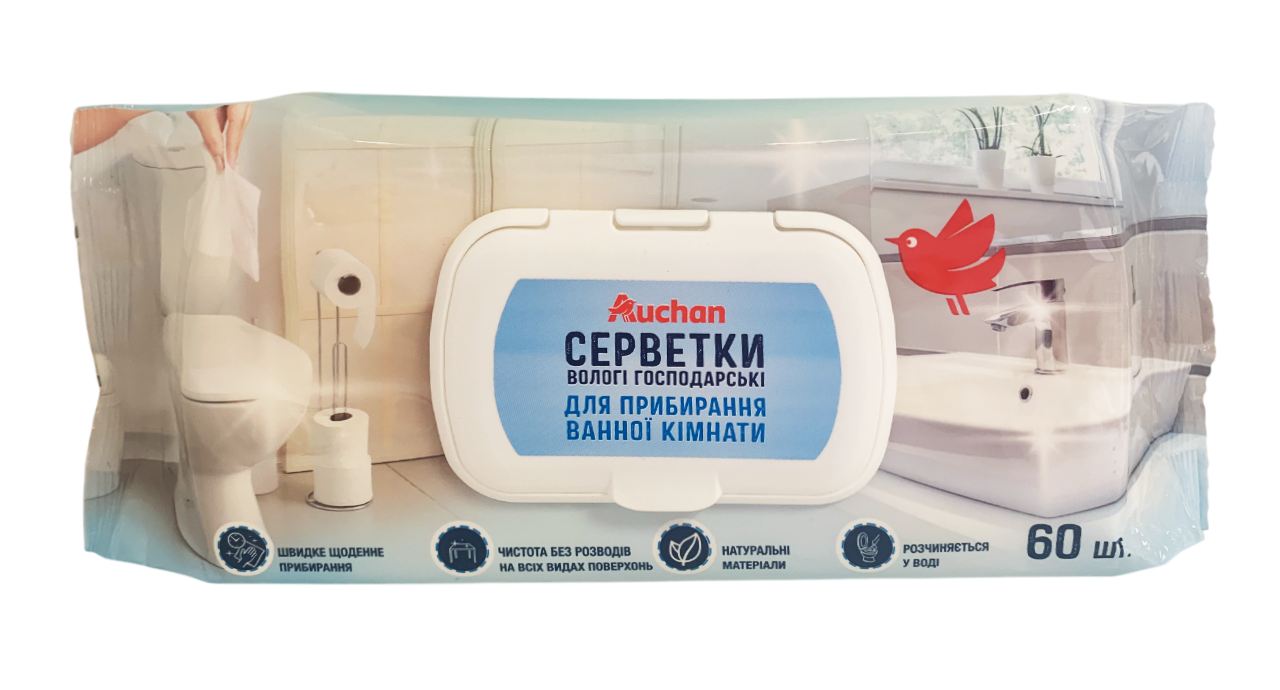 Auchan
СЕРВЕТКИ
ВОЛОГІ ГОСПОДАРСЬКІ
ДЛЯ ПРИБИРАННЯ
ВАННОЇ КІМНАТИ
ШВИДКЕ ЩОДЕННЕ
ПРИБИРАННЯ
ЧИСТОТА БЕЗ РОЗВОДІВ
НА ВСІХ ВИДАХ ПОВЕРХОНЬ
НАТУРАЛЬНІ
МАТЕРІАЛИ
РОЗЧИНЯЄТЬСЯ
У ВОДІ
60 шт.